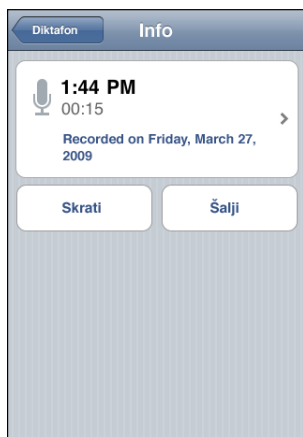 Diktafon
Info
1:44 PM
00:15
Recorded on Friday, March 27,
2009
Skrati
Šalji